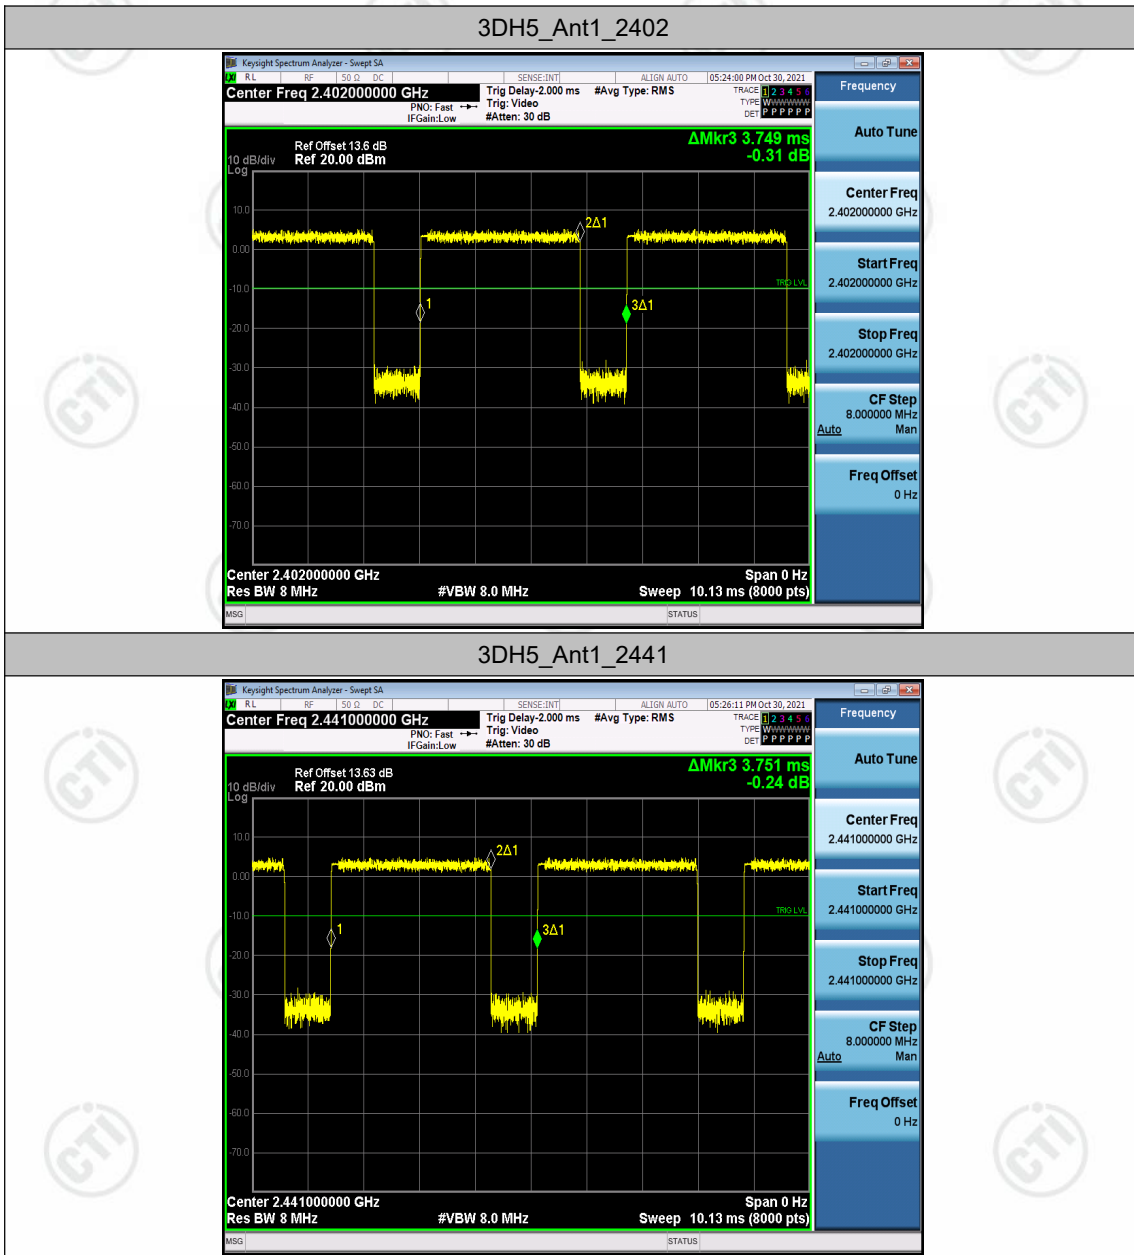 3DH5_Ant1_2402
Keysight Spectrum Analyzer - Swept SA
LXI RL RF 50 Ω DC SENSE:INT ALIGN AUTO 05:24:00 PM Oct 30, 2021
Center Freq 2.402000000 GHz
PNO: Fast
IFGain:Low
Trig Delay-2.000 ms
Trig: Video
#Atten: 30 dB
#Avg Type: RMS
TRACE 1 2 3 4 5 6
TYPE WWWWWW
DET P P P P P P
Frequency
ΔMkr3 3.749 ms
-0.31 dB
Ref Offset 13.6 dB
10 dB/div Ref 20.00 dBm
Log
10.0
0.00
-10.0
-20.0
-30.0
-40.0
-50.0
-60.0
-70.0
2Δ1
TRIG LVL
1
3Δ1
Center 2.402000000 GHz Span 0 Hz
Res BW 8 MHz #VBW 8.0 MHz Sweep 10.13 ms (8000 pts)
MSG STATUS
Auto Tune
Center Freq
2.402000000 GHz
Start Freq
2.402000000 GHz
Stop Freq
2.402000000 GHz
CF Step
8.000000 MHz
Auto Man
Freq Offset
0 Hz
3DH5_Ant1_2441
Keysight Spectrum Analyzer - Swept SA
LXI RL RF 50 Ω DC SENSE:INT ALIGN AUTO 05:26:11 PM Oct 30, 2021
Center Freq 2.441000000 GHz
PNO: Fast
IFGain:Low
Trig Delay-2.000 ms
Trig: Video
#Atten: 30 dB
#Avg Type: RMS
TRACE 1 2 3 4 5 6
TYPE WWWWWW
DET P P P P P P
Frequency
ΔMkr3 3.751 ms
-0.24 dB
Ref Offset 13.63 dB
10 dB/div Ref 20.00 dBm
Log
10.0
0.00
-10.0
-20.0
-30.0
-40.0
-50.0
-60.0
-70.0
2Δ1
TRIG LVL
1
3Δ1
Center 2.441000000 GHz Span 0 Hz
Res BW 8 MHz #VBW 8.0 MHz Sweep 10.13 ms (8000 pts)
MSG STATUS
Auto Tune
Center Freq
2.441000000 GHz
Start Freq
2.441000000 GHz
Stop Freq
2.441000000 GHz
CF Step
8.000000 MHz
Auto Man
Freq Offset
0 Hz
CTI
CTI
CTI
CTI
CTI
CTI